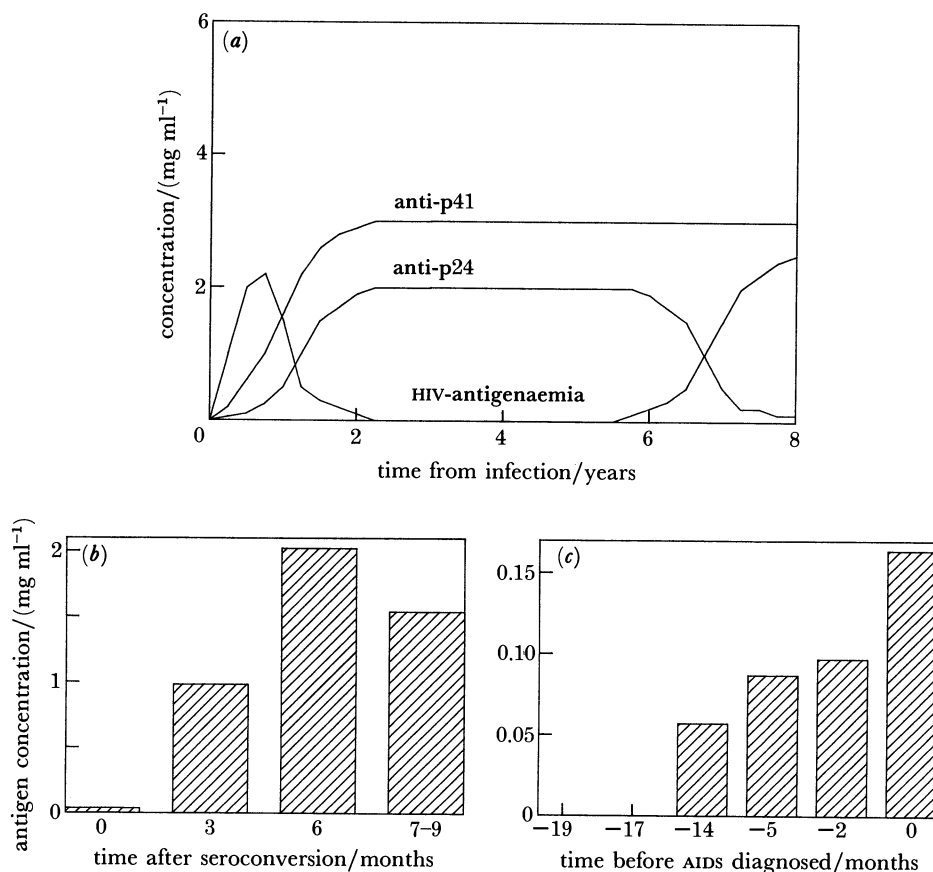 (a)
6
4
2
0
2
4
6
8
concentration/(mg ml⁻¹)
anti-p41
anti-p24
HIV-antigenaemia
time from infection/years
(b)
2
1
0
0
3
6
7–9
antigen concentration/(mg ml⁻¹)
time after seroconversion/months
(c)
0.15
0.10
0.05
0
−19
−17
−14
−5
−2
0
time before AIDS diagnosed/months